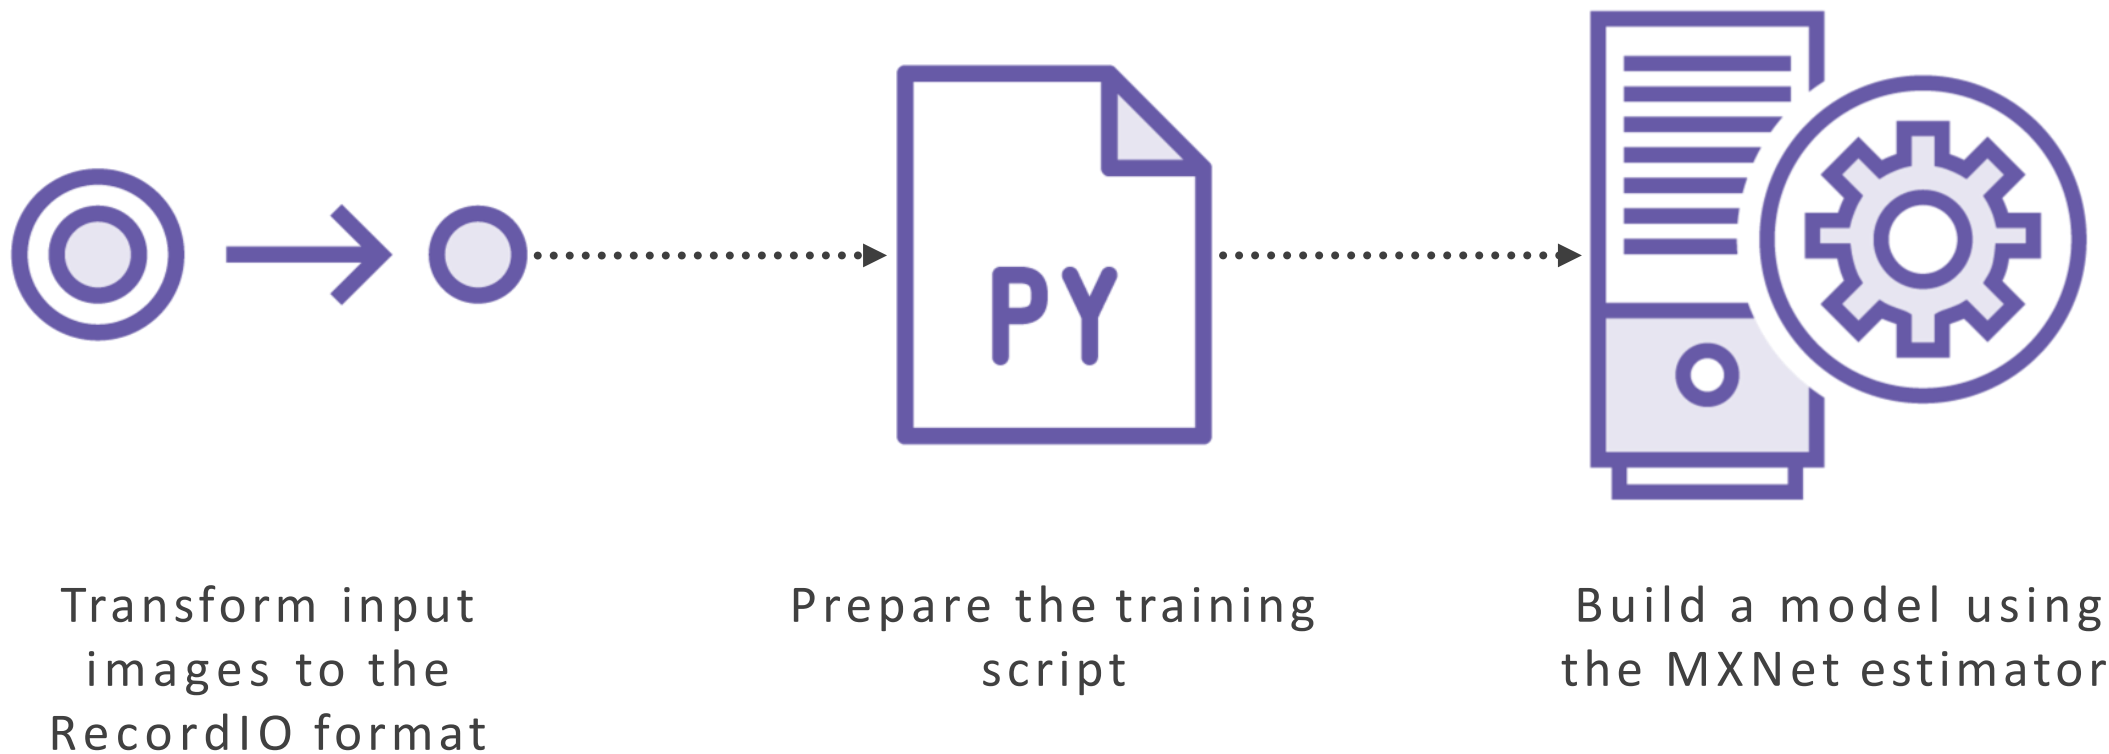 PY
Transform input
images to the
RecordIO format
Prepare the training
script
Build a model using
the MXNet estimator